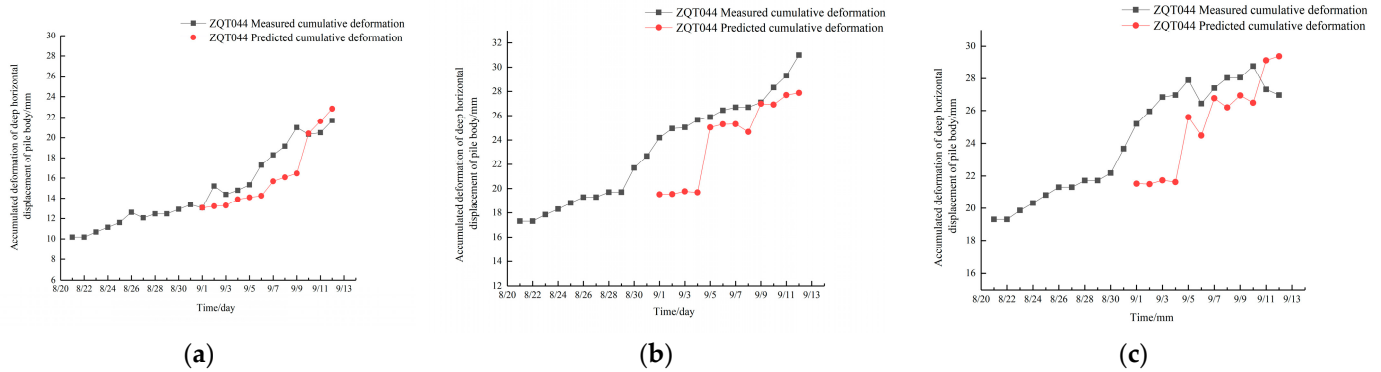 ZQT044 Measured cumulative deformation
ZQT044 Predicted cumulative deformation
Accumulated deformation of deep horizontal
displacement of pile body/mm
30
28
26
24
22
20
18
16
14
12
10
8
6
8/20 8/22 8/24 8/26 8/28 8/30 9/1 9/3 9/5 9/7 9/9 9/11 9/13
Time/day
(a)
ZQT044 Measured cumulative deformation
ZQT044 Predicted cumulative deformation
Accumulated deformation of deep horizontal
displacement of pile body/mm
32
30
28
26
24
22
20
18
16
14
12
8/20 8/22 8/24 8/26 8/28 8/30 9/1 9/3 9/5 9/7 9/9 9/11 9/13
Time/day
(b)
ZQT044 Measured cumulative deformation
ZQT044 Predicted cumulative deformation
Accumulated deformation of deep horizontal
displacement of pile body/mm
30
28
26
24
22
20
18
16
8/20 8/22 8/24 8/26 8/28 8/30 9/1 9/3 9/5 9/7 9/9 9/11 9/13
Time/mm
(c)